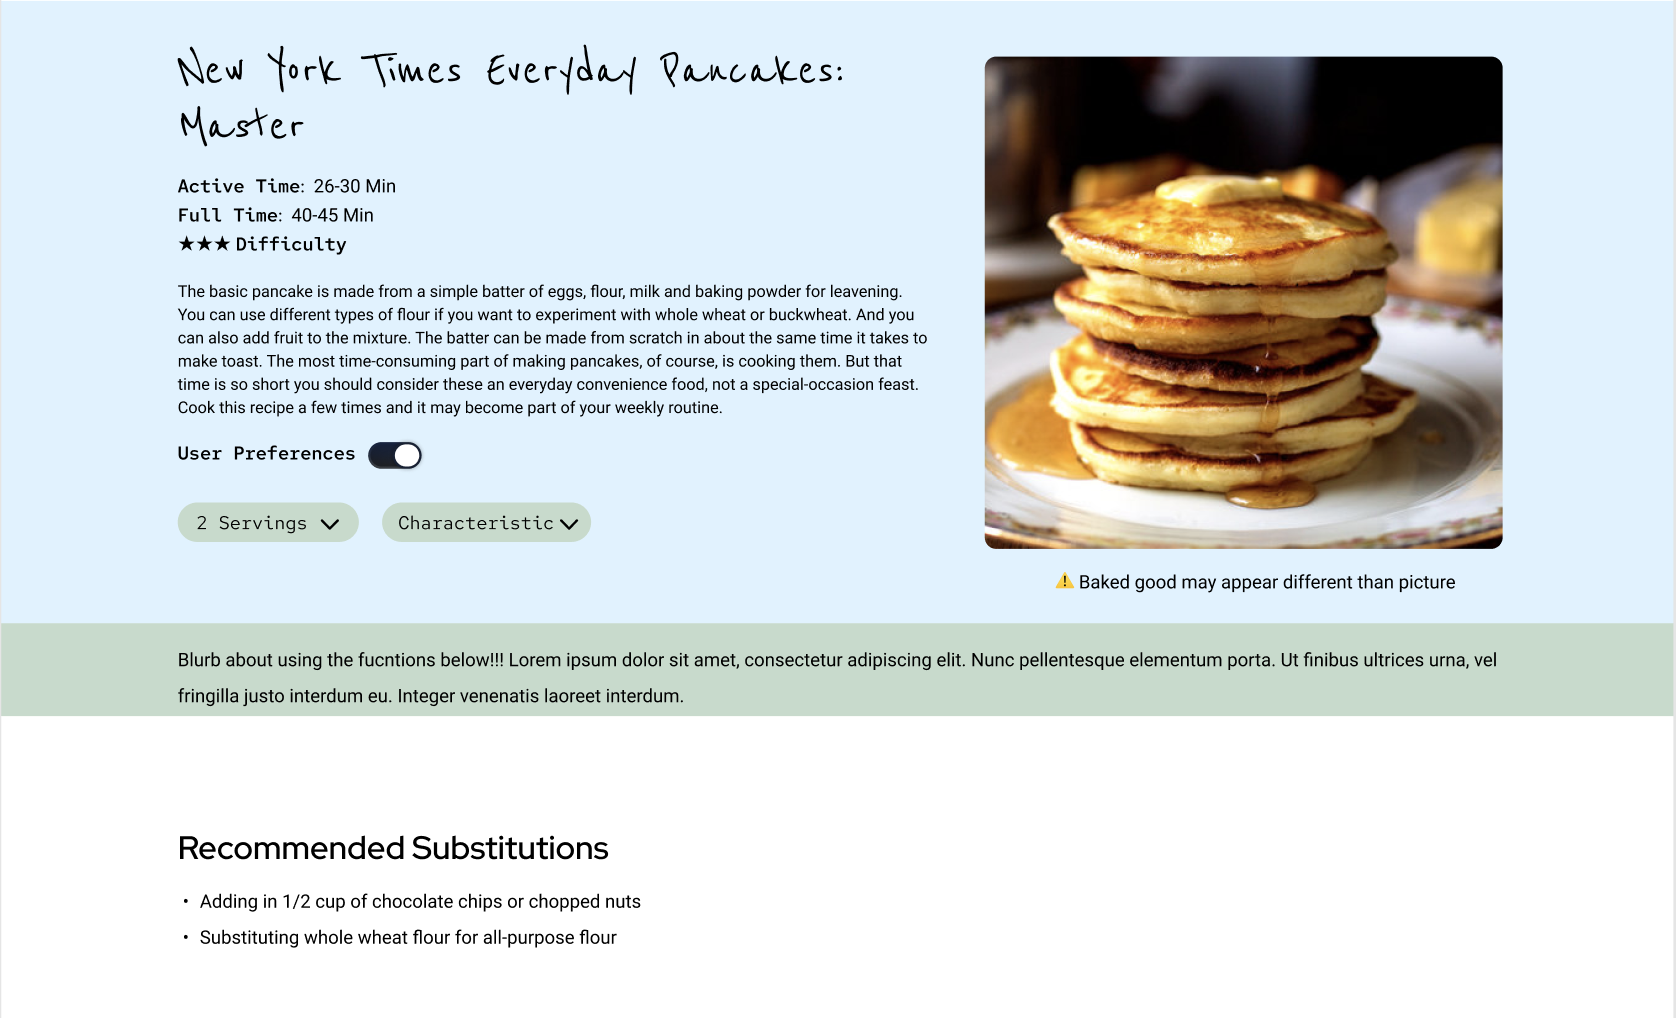 New York Times Everyday Pancakes:
Master
Active Time: 26-30 Min
Full Time: 40-45 Min
★★★ Difficulty
The basic pancake is made from a simple batter of eggs, flour, milk and baking powder for leavening.
You can use different types of flour if you want to experiment with whole wheat or buckwheat. And you
can also add fruit to the mixture. The batter can be made from scratch in about the same time it takes to
make toast. The most time-consuming part of making pancakes, of course, is cooking them. But that
time is so short you should consider these an everyday convenience food, not a special-occasion feast.
Cook this recipe a few times and it may become part of your weekly routine.
User Preferences
2 Servings
Characteristic
⚠️ Baked good may appear different than picture
Blurb about using the fucntions below!!! Lorem ipsum dolor sit amet, consectetur adipiscing elit. Nunc pellentesque elementum porta. Ut finibus ultrices urna, vel
fringilla justo interdum eu. Integer venenatis laoreet interdum.
Recommended Substitutions
• Adding in 1/2 cup of chocolate chips or chopped nuts
• Substituting whole wheat flour for all-purpose flour